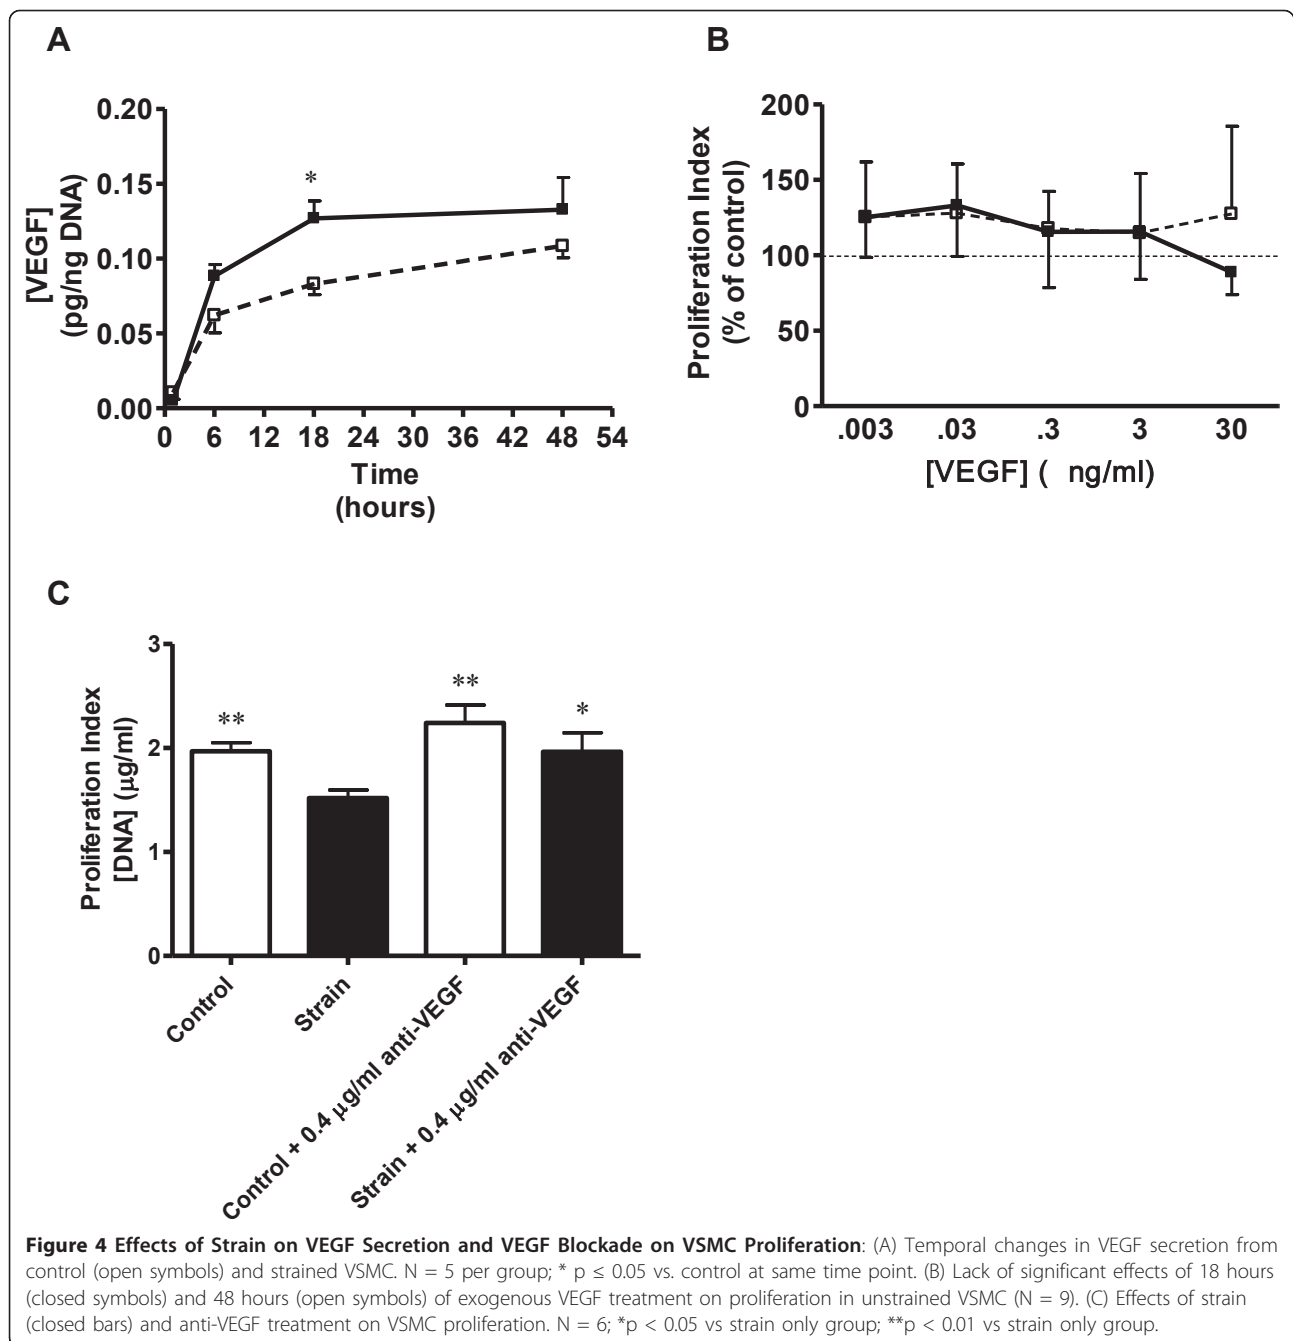 A
0.20
0.15
0.10
0.05
0.00
[VEGF]
(pg/ng DNA)
*
0 6 12 18 24 30 36 42 48 54
Time
(hours)
B
200
150
100
50
0
Proliferation Index
(% of control)
.003 .03 .3 3 30
[VEGF] ( ng/ml)
C
3
2
1
0
Proliferation Index
[DNA] (µg/ml)
**
**
*
Control
Strain
Control + 0.4 µg/ml anti-VEGF
Strain + 0.4 µg/ml anti-VEGF
Figure 4 Effects of Strain on VEGF Secretion and VEGF Blockade on VSMC Proliferation: (A) Temporal changes in VEGF secretion from
control (open symbols) and strained VSMC. N = 5 per group; * p ≤ 0.05 vs. control at same time point. (B) Lack of significant effects of 18 hours
(closed symbols) and 48 hours (open symbols) of exogenous VEGF treatment on proliferation in unstrained VSMC (N = 9). (C) Effects of strain
(closed bars) and anti-VEGF treatment on VSMC proliferation. N = 6; *p < 0.05 vs strain only group; **p < 0.01 vs strain only group.